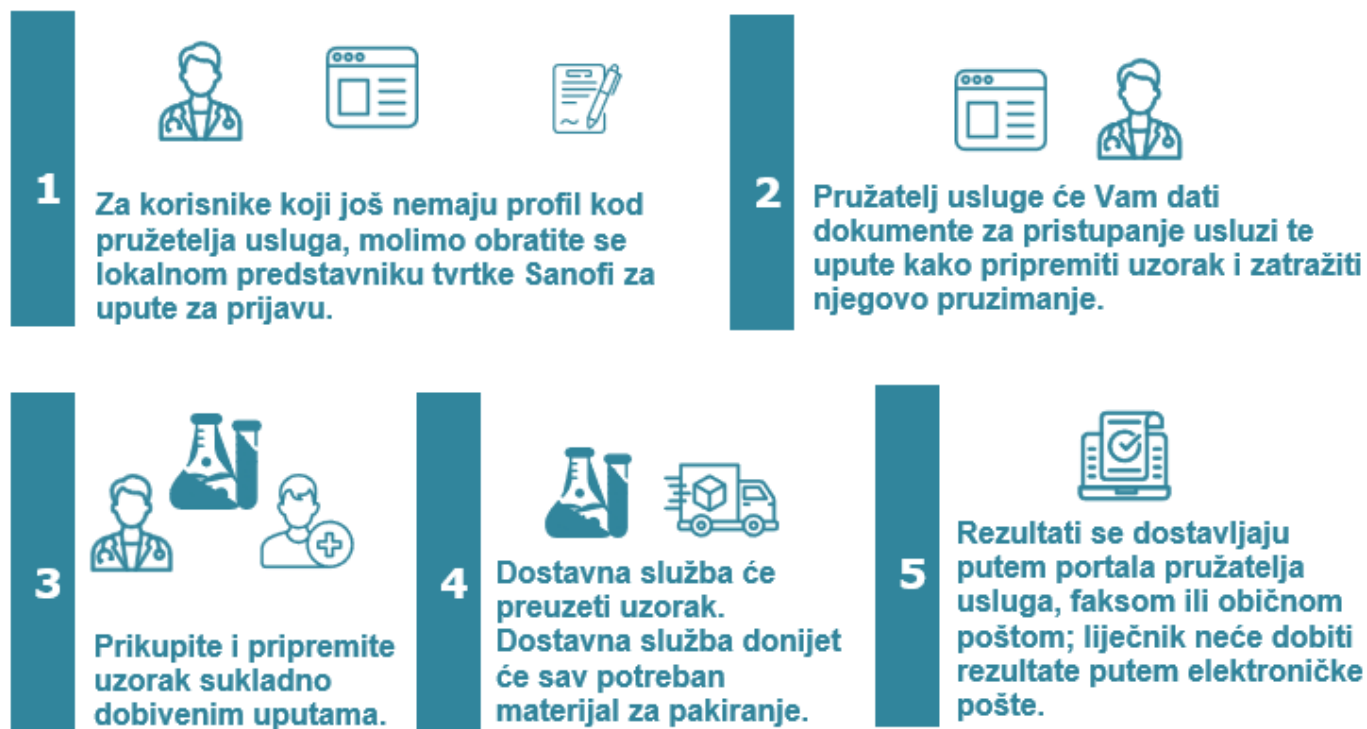 1
Za korisnike koji još nemaju profil kod
pružetelja usluga, molimo obratite se
lokalnom predstavniku tvrtke Sanofi za
upute za prijavu.
2
Pružatelj usluge će Vam dati
dokumente za pristupanje usluzi te
upute kako pripremiti uzorak i zatražiti
njegovo pruzimanje.
3
Prikupite i pripremite
uzorak sukladno
dobivenim uputama.
4
Dostavna služba će
preuzeti uzorak.
Dostavna služba donijet
će sav potreban
materijal za pakiranje.
5
Rezultati se dostavljaju
putem portala pružatelja
usluga, faksom ili običnom
poštom; liječnik neće dobiti
rezultate putem elektroničke
pošte.